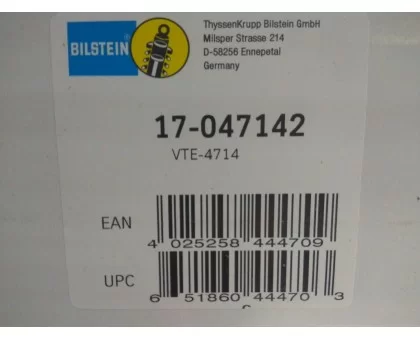 ThyssenKrupp Bilstein GmbH
Milsper Strasse 214
D-58256 Ennepetal
Germany
BILSTEIN
17-047142
VTE-4714
EAN
4 025258 444709
UPC
6 51860 44470 3